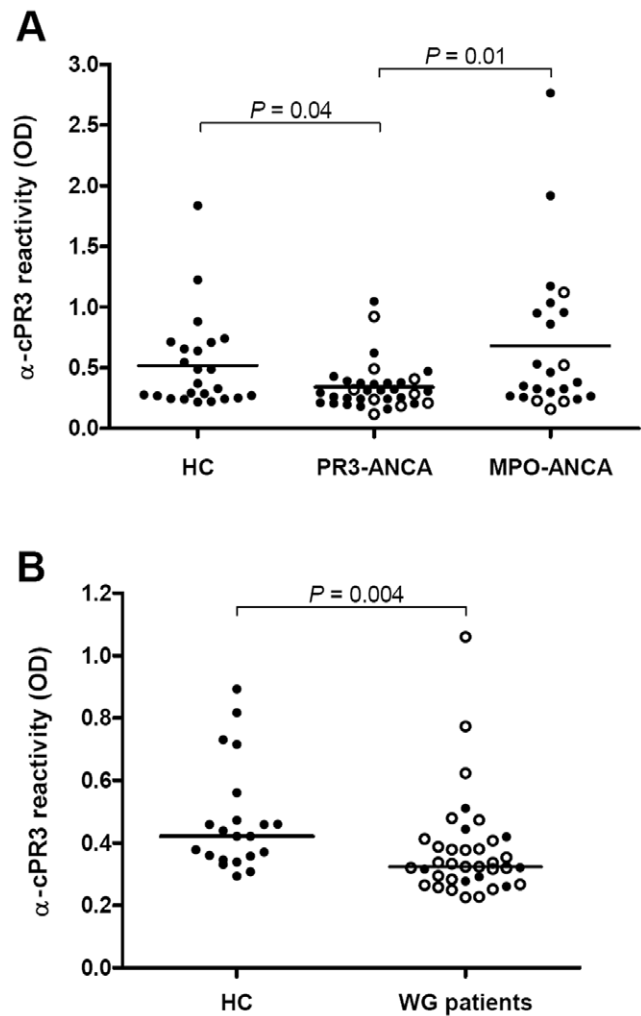 A
α-cPR3 reactivity (OD)
3.0
2.5
2.0
1.5
1.0
0.5
0.0
P = 0.04
P = 0.01
HC
PR3-ANCA
MPO-ANCA
B
α-cPR3 reactivity (OD)
1.2
1.0
0.8
0.6
0.4
0.2
0.0
P = 0.004
HC
WG patients